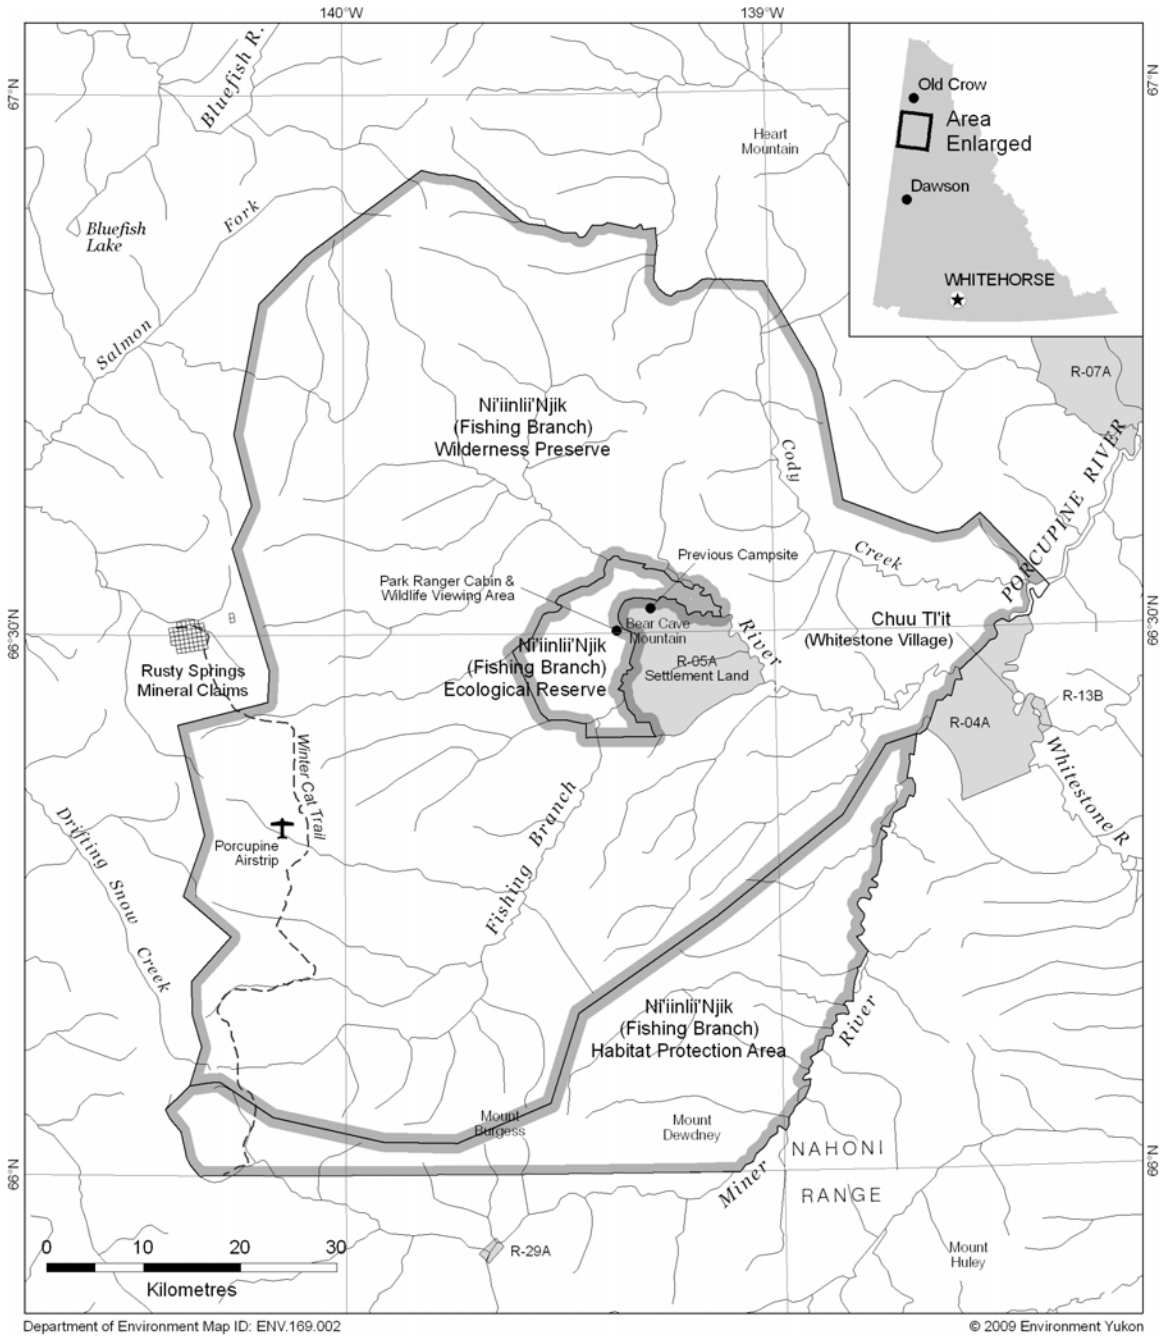 140°W
139°W
67°N
67°N
Bluefish R.
Old Crow
Area
Enlarged
Dawson
WHITEHORSE
Heart
Mountain
Fork
Bluefish
Lake
Salmon
R-07A
Ni'iinlii'Njik
(Fishing Branch)
Wilderness Preserve
Cody
PORCUPINE RIVER
Creek
Previous Campsite
Park Ranger Cabin &
Wildlife Viewing Area
Chuu Tl'it
(Whitestone Village)
66°30'N
66°30'N
Bear Cave
Mountain
River
Ni'iinlii'Njik
(Fishing Branch)
Ecological Reserve
R-05A
Settlement Land
Rusty Springs
Mineral Claims
R-13B
R-04A
Winter Cat Trail
Whitestone R
Porcupine
Airstrip
Drifting Snow Creek
Fishing Branch
Ni'iinlii'Njik
(Fishing Branch)
Habitat Protection Area
River
Mount
Burgess
Mount
Dewdney
NAHONI
RANGE
Miner
66°N
66°N
R-29A
Mount
Huley
0 10 20 30
Kilometres
Department of Environment Map ID: ENV.169.002
© 2009 Environment Yukon